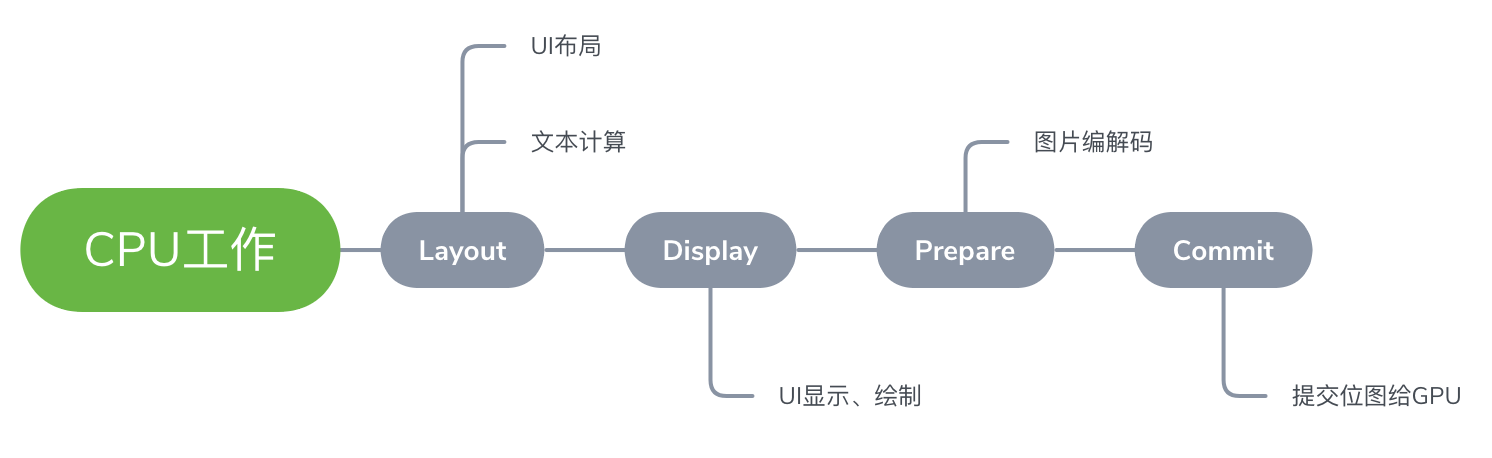 UI布局
文本计算
图片编解码
CPU工作
Layout
Display
Prepare
Commit
UI显示、绘制
提交位图给GPU